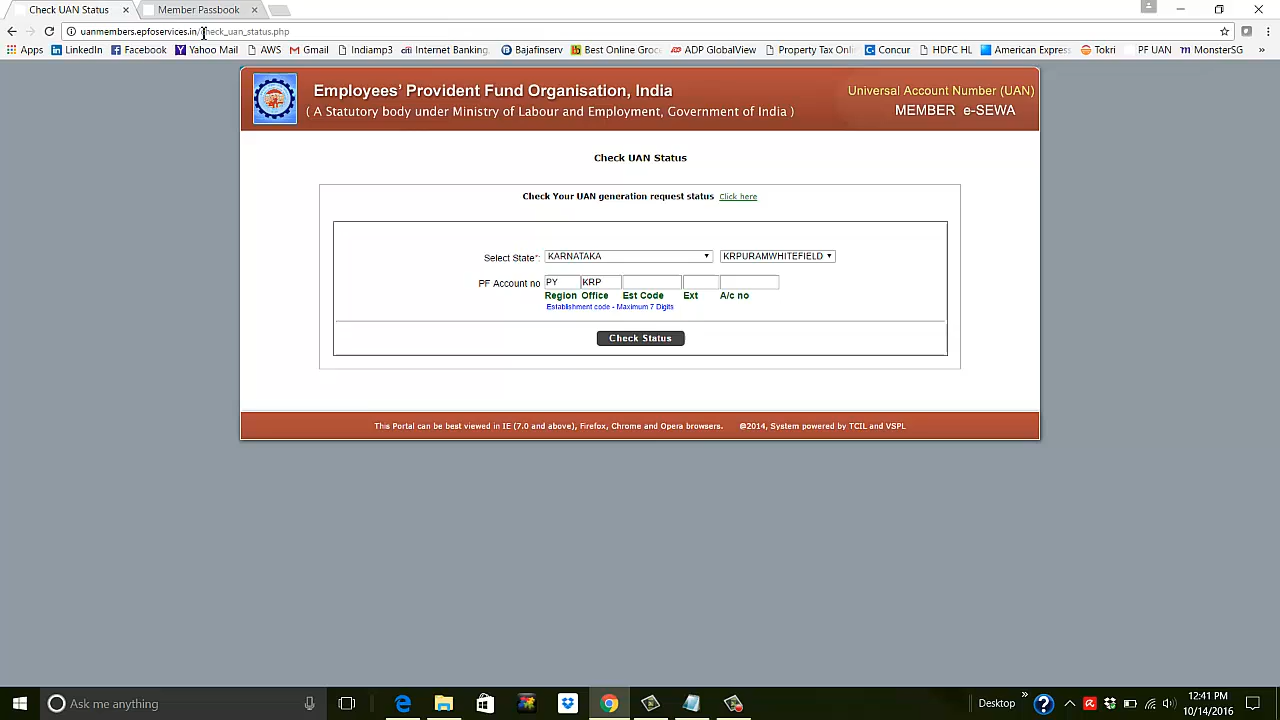 Check UAN Status
Member Passbook
uanmembers.epfoservices.in/check_uan_status.php
Apps LinkedIn Facebook Yahoo Mail AWS Gmail Indiamp3 Internet Banking Bajafinserv Best Online Groc ADP GlobalView Property Tax Onli Concur HDFC HL American Expres Tokri PF UAN MonsterSG
Employees' Provident Fund Organisation, India
( A Statutory body under Ministry of Labour and Employment, Government of India )
Universal Account Number (UAN)
MEMBER e-SEWA
Check UAN Status
Check Your UAN generation request status Click here
Select State*: KARNATAKA KRPURAMWHITEFIELD
PF Account no PY KRP
Region Office Est Code Ext A/c no
Establishment code - Maximum 7 Digits
Check Status
This Portal can be best viewed in IE (7.0 and above), Firefox, Chrome and Opera browsers. @2014, System powered by TCIL and VSPL
Ask me anything
Desktop
12:41 PM
10/14/2016